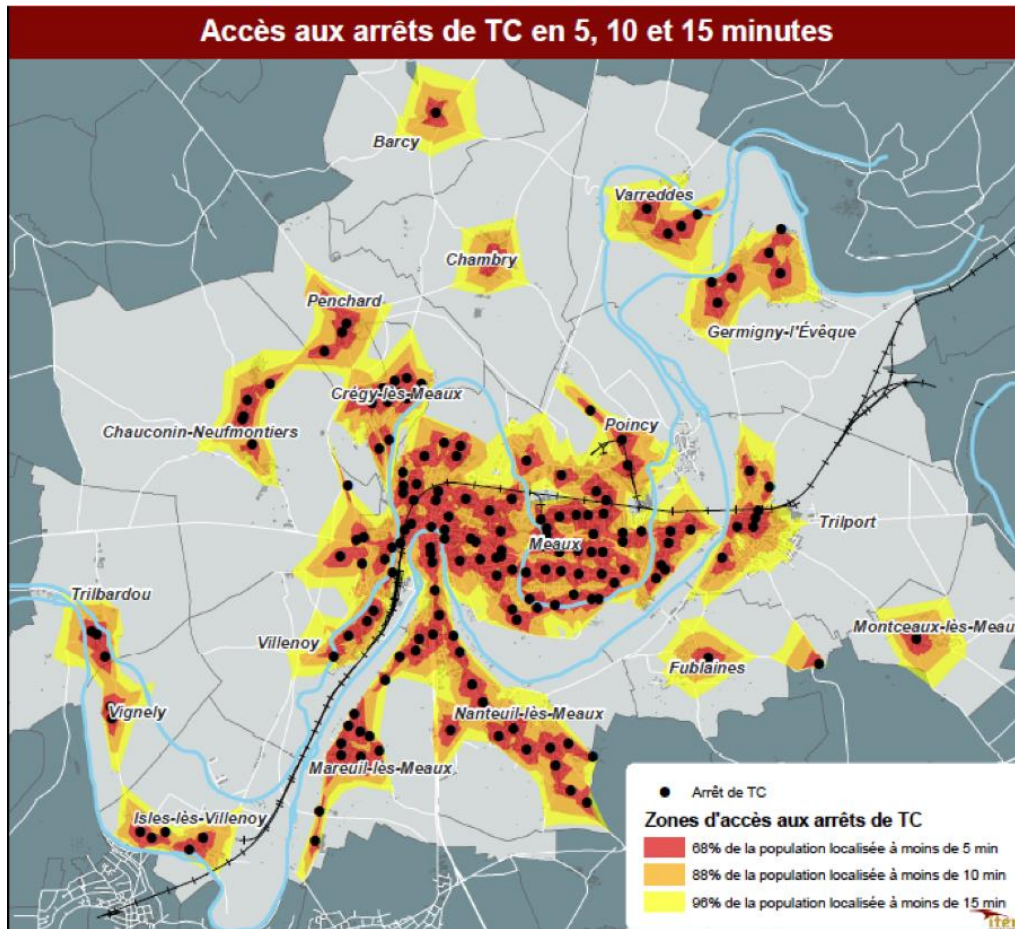 Accès aux arrêts de TC en 5, 10 et 15 minutes
Barcy
Varreddes
Chambry
Penchard
Germigny-l'Évêque
Crégy-lès-Meaux
Chauconin-Neufmontiers
Poincy
Trilport
Meaux
Trilbardou
Villenoy
Montceaux-lès-Meau
Fublaines
Vignely
Nanteuil-lès-Meaux
Mareuil-lès-Meaux
Isles-lès-Villenoy
Arrêt de TC
Zones d'accès aux arrêts de TC
68% de la population localisée à moins de 5 min
88% de la population localisée à moins de 10 min
96% de la population localisée à moins de 15 min